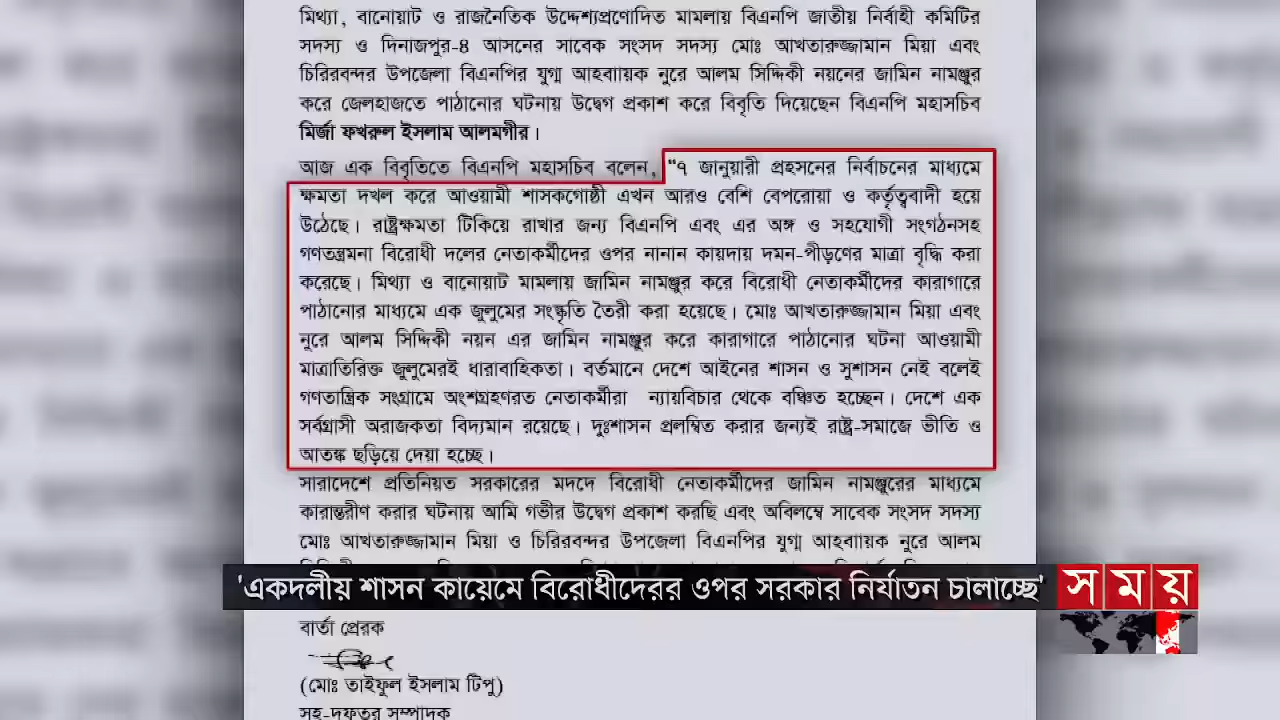 মিথ্যা, বানোয়াট ও রাজনৈতিক উদ্দেশ্যপ্রণোদিত মামলায় বিএনপি জাতীয় নির্বাহী কমিটির
সদস্য ও দিনাজপুর-৪ আসনের সাবেক সংসদ সদস্য মোঃ আখতারুজ্জামান মিয়া এবং
চিরিরবন্দর উপজেলা বিএনপির যুগ্ম আহবাায়ক নুরে আলম সিদ্দিকী নয়নের জামিন নামঞ্জুর
করে জেলহাজতে পাঠানোর ঘটনায় উদ্বেগ প্রকাশ করে বিবৃতি দিয়েছেন বিএনপি মহাসচিব
মির্জা ফখরুল ইসলাম আলমগীর।
আজ এক বিবৃতিতে বিএনপি মহাসচিব বলেন, “৭ জানুয়ারী প্রহসনের নির্বাচনের মাধ্যমে
ক্ষমতা দখল করে আওয়ামী শাসকগোষ্ঠী এখন আরও বেশি বেপরোয়া ও কর্তৃত্ববাদী হয়ে
উঠেছে। রাষ্ট্রক্ষমতা টিকিয়ে রাখার জন্য বিএনপি এবং এর অঙ্গ ও সহযোগী সংগঠনসহ
গণতন্ত্রমনা বিরোধী দলের নেতাকর্মীদের ওপর নানান কায়দায় দমন-পীড়ণের মাত্রা বৃদ্ধি করা
করেছে। মিথ্যা ও বানোয়াট মামলায় জামিন নামঞ্জুর করে বিরোধী নেতাকর্মীদের কারাগারে
পাঠানোর মাধ্যমে এক জুলুমের সংস্কৃতি তৈরী করা হয়েছে। মোঃ আখতারুজ্জামান মিয়া এবং
নুরে আলম সিদ্দিকী নয়ন এর জামিন নামঞ্জুর করে কারাগারে পাঠানোর ঘটনা আওয়ামী
মাত্রাতিরিক্ত জুলুমেরই ধারাবাহিকতা। বর্তমানে দেশে আইনের শাসন ও সুশাসন নেই বলেই
গণতান্ত্রিক সংগ্রামে অংশগ্রহণরত নেতাকর্মীরা ন্যায়বিচার থেকে বঞ্চিত হচ্ছেন। দেশে এক
সর্বগ্রাসী অরাজকতা বিদ্যমান রয়েছে। দুঃশাসন প্রলম্বিত করার জন্যই রাষ্ট্র-সমাজে ভীতি ও
আতঙ্ক ছড়িয়ে দেয়া হচ্ছে।
সারাদেশে প্রতিনিয়ত সরকারের মদদে বিরোধী নেতাকর্মীদের জামিন নামঞ্জুরের মাধ্যমে
কারান্তরীণ করার ঘটনায় আমি গভীর উদ্বেগ প্রকাশ করছি এবং অবিলম্বে সাবেক সংসদ সদস্য
মোঃ আখতারুজ্জামান মিয়া ও চিরিরবন্দর উপজেলা বিএনপির যুগ্ম আহবাায়ক নুরে আলম
'একদলীয় শাসন কায়েমে বিরোধীদেরর ওপর সরকার নির্যাতন চালাচ্ছে'
সময়
বার্তা প্রেরক
(মোঃ তাইফুল ইসলাম টিপু)
সহ-দফতর সম্পাদক